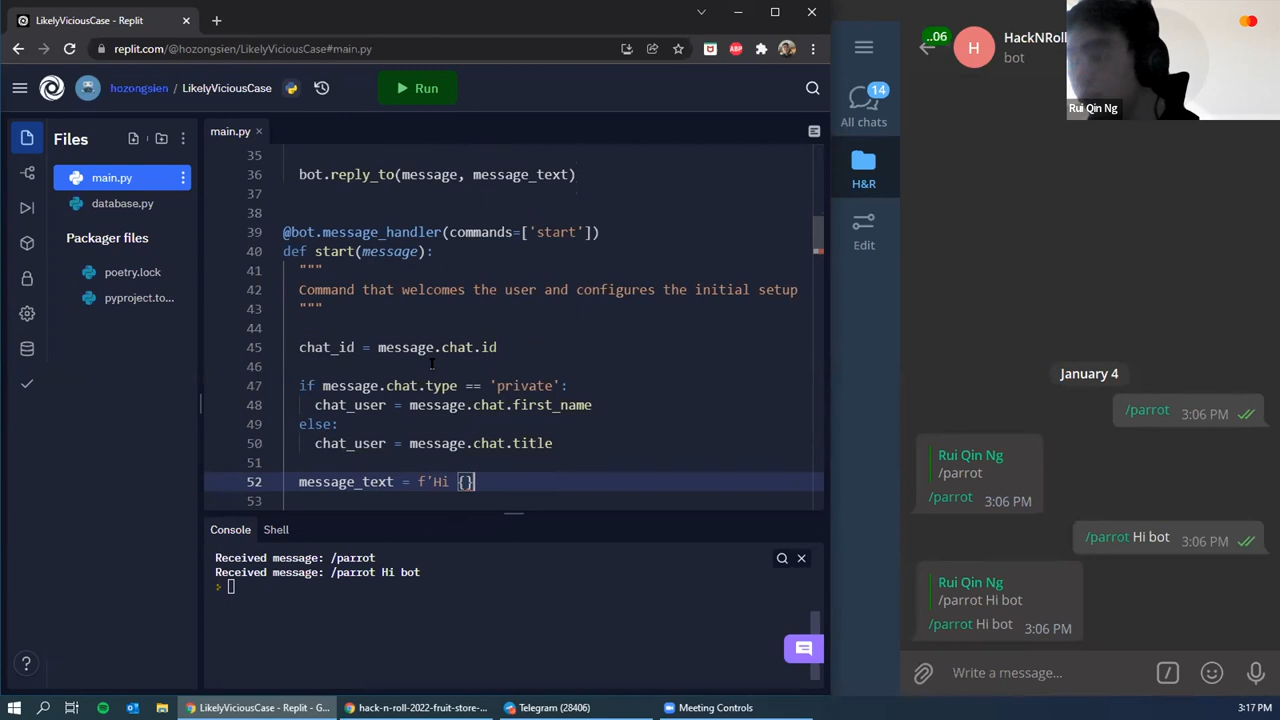 LikelyViciousCase - Replit
replit.com/@hozongsien/LikelyViciousCase#main.py
hozongsien/ LikelyViciousCase
Run
Files
main.py
database.py
Packager files
poetry.lock
pyproject.to...
main.py
35
36 bot.reply_to(message, message_text)
37
38
39 @bot.message_handler(commands=['start'])
40 def start(message):
41 """
42 Command that welcomes the user and configures the initial setup
43 """
44
45 chat_id = message.chat.id
46
47 if message.chat.type == 'private':
48 chat_user = message.chat.first_name
49 else:
50 chat_user = message.chat.title
51
52 message_text = f'Hi {}
53
Console Shell
Received message: /parrot
Received message: /parrot Hi bot
>
?
..06
H
HackNRoll
bot
ABP
Rui Qin Ng
14
All chats
H&R
Edit
January 4
/parrot 3:06 PM
Rui Qin Ng
/parrot
/parrot 3:06 PM
/parrot Hi bot 3:06 PM
Rui Qin Ng
/parrot Hi bot
/parrot Hi bot 3:06 PM
Write a message...
LikelyViciousCase - Replit - G...
hack-n-roll-2022-fruit-store-...
Telegram (28406)
Meeting Controls
3:17 PM